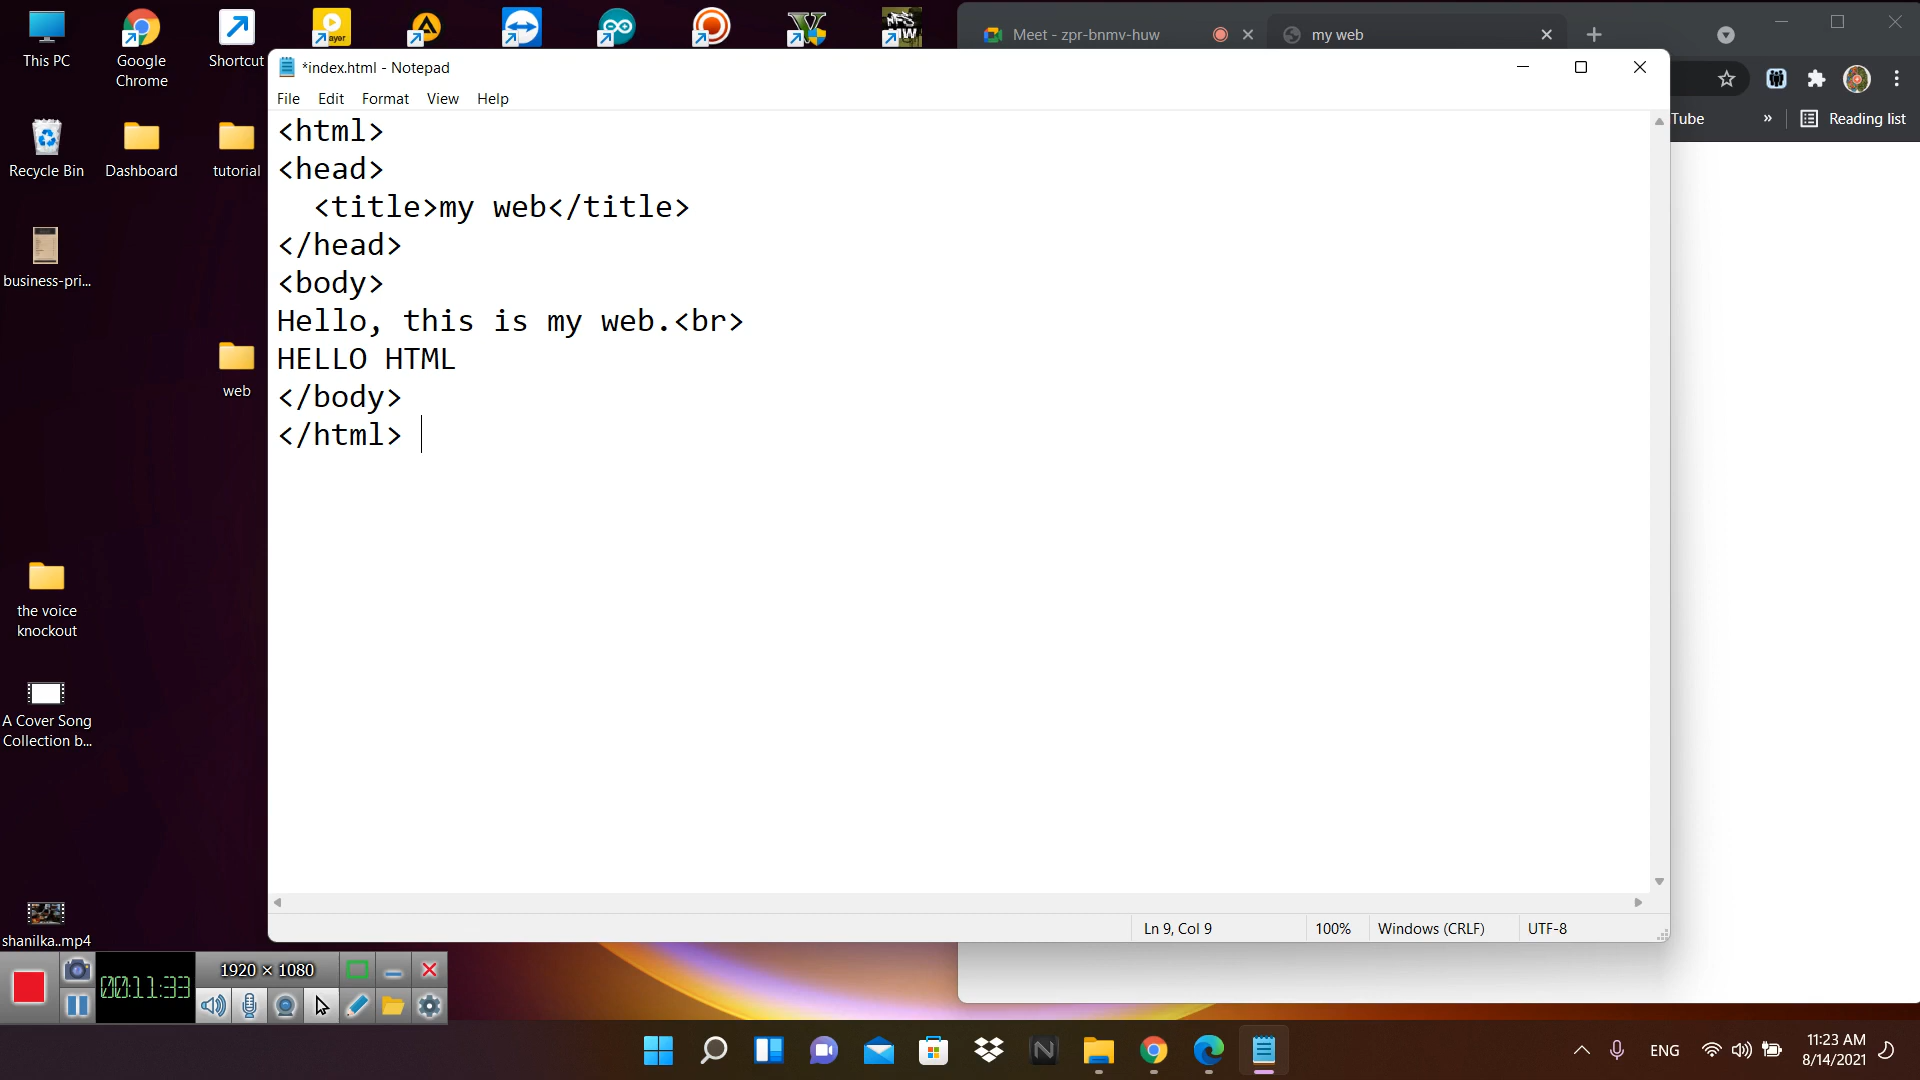 This PC
Google
Chrome
Shortcut
Meet - zpr-bnmv-huw
my web
*index.html - Notepad
File Edit Format View Help
Tube
»
Reading list
Recycle Bin
Dashboard
tutorial
business-pri...
web
the voice
knockout
A Cover Song
Collection b...
shanilka..mp4
<html>
<head>
  <title>my web</title>
</head>
<body>
Hello, this is my web.<br>
HELLO HTML
</body>
</html>
Ln 9, Col 9
100%
Windows (CRLF)
UTF-8
1920 × 1080
00:11:33
ENG
11:23 AM
8/14/2021